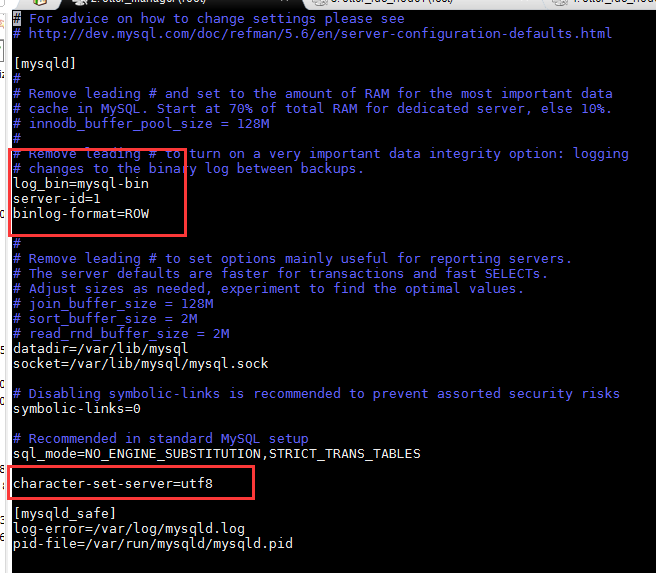 # For advice on how to change settings please see
# http://dev.mysql.com/doc/refman/5.6/en/server-configuration-defaults.html
[mysqld]
#
# Remove leading # and set to the amount of RAM for the most important data
# cache in MySQL. Start at 70% of total RAM for dedicated server, else 10%.
# innodb_buffer_pool_size = 128M
#
# Remove leading # to turn on a very important data integrity option: logging
# changes to the binary log between backups.
log_bin=mysql-bin
server-id=1
binlog-format=ROW
#
# Remove leading # to set options mainly useful for reporting servers.
# The server defaults are faster for transactions and fast SELECTs.
# Adjust sizes as needed, experiment to find the optimal values.
# join_buffer_size = 128M
# sort_buffer_size = 2M
# read_rnd_buffer_size = 2M
datadir=/var/lib/mysql
socket=/var/lib/mysql/mysql.sock
# Disabling symbolic-links is recommended to prevent assorted security risks
symbolic-links=0
# Recommended in standard MySQL setup
sql_mode=NO_ENGINE_SUBSTITUTION,STRICT_TRANS_TABLES
character-set-server=utf8
[mysqld_safe]
log-error=/var/log/mysqld.log
pid-file=/var/run/mysqld/mysqld.pid